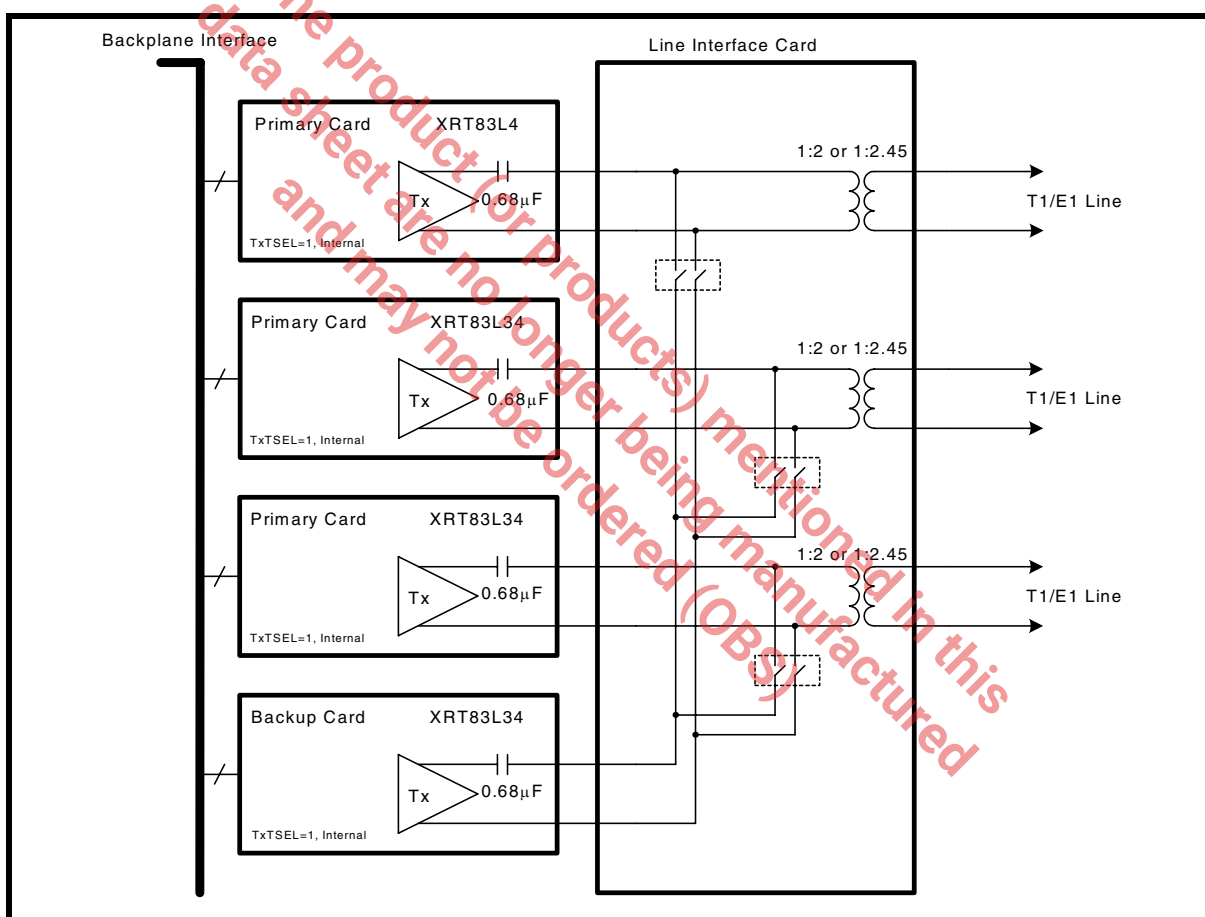 Backplane Interface
Line Interface Card
Primary Card XRT83L4
Tx
0.68µF
TxTSEL=1, Internal
1:2 or 1:2.45
T1/E1 Line
Primary Card XRT83L34
Tx
0.68µF
TxTSEL=1, Internal
1:2 or 1:2.45
T1/E1 Line
Primary Card XRT83L34
Tx
0.68µF
TxTSEL=1, Internal
1:2 or 1:2.45
T1/E1 Line
Backup Card XRT83L34
Tx
0.68µF
TxTSEL=1, Internal
product (or products) mentioned in this
data sheet are no longer being manufactured
and may not be ordered (OBS)